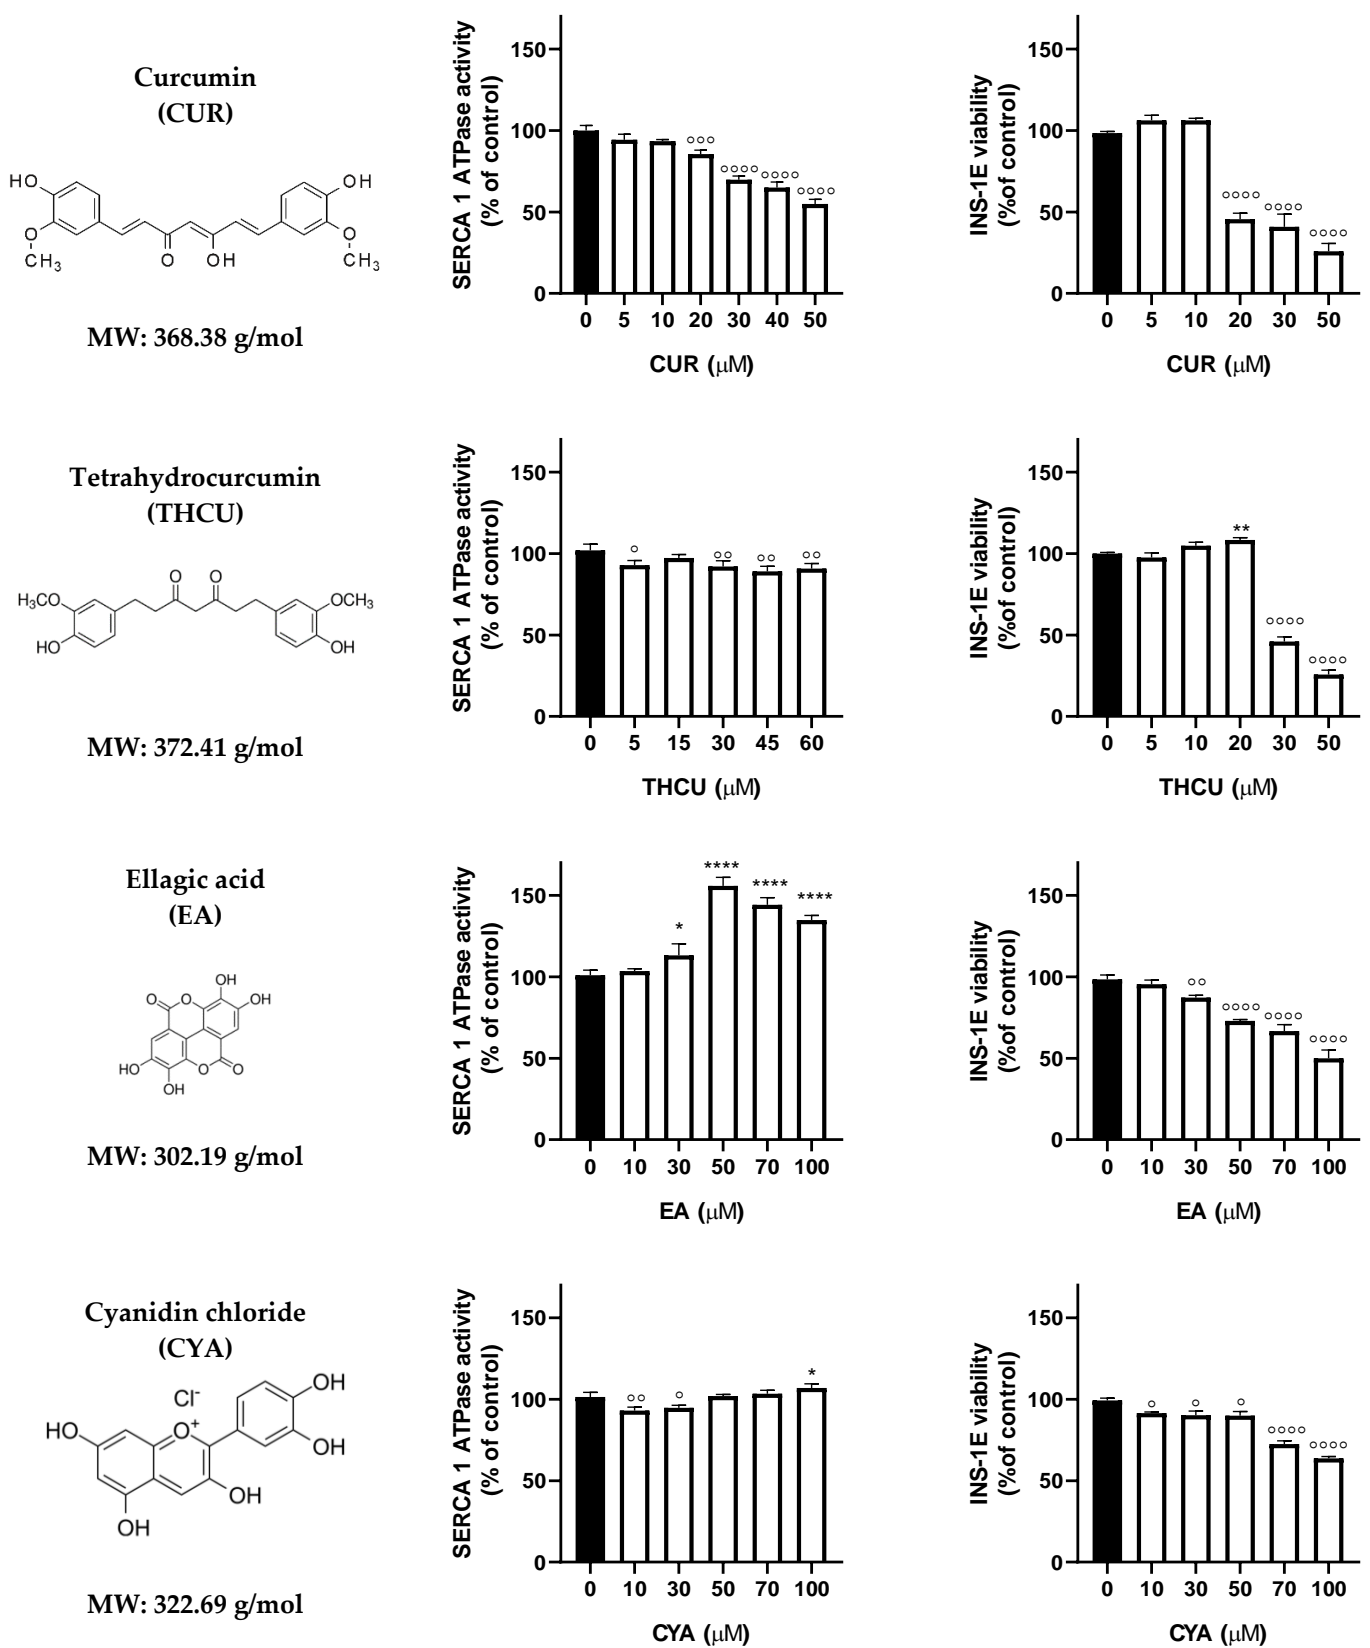 Curcumin
(CUR)
HO
O
CH3
O
OH
OH
O
CH3
MW: 368.38 g/mol
SERCA 1 ATPase activity
(% of control)
150
100
50
0
°°°
°°°°
°°°°
°°°°
0 5 10 20 30 40 50
CUR (μM)
INS-1E viability
(%of control)
150
100
50
0
°°°°
°°°°
°°°°
0 5 10 20 30 50
CUR (μM)
Tetrahydrocurcumin
(THCU)
O O
H3CO
HO
OCH3
OH
MW: 372.41 g/mol
SERCA 1 ATPase activity
(% of control)
150
100
50
0
°
°°
°°
°°
0 5 15 30 45 60
THCU (μM)
INS-1E viability
(%of control)
150
100
50
0
**
°°°°
°°°°
0 5 10 20 30 50
THCU (μM)
Ellagic acid
(EA)
OH
O O OH
HO O O
OH
MW: 302.19 g/mol
SERCA 1 ATPase activity
(% of control)
150
100
50
0
*
****
****
****
0 10 30 50 70 100
EA (μM)
INS-1E viability
(%of control)
150
100
50
0
°°
°°°°
°°°°
°°°°
0 10 30 50 70 100
EA (μM)
Cyanidin chloride
(CYA)
Cl-
OH
HO O+ OH
OH
OH
MW: 322.69 g/mol
SERCA 1 ATPase activity
(% of control)
150
100
50
0
°°
°
*
0 10 30 50 70 100
CYA (μM)
INS-1E viability
(%of control)
150
100
50
0
°
°
°
°°°°
°°°°
0 10 30 50 70 100
CYA (μM)